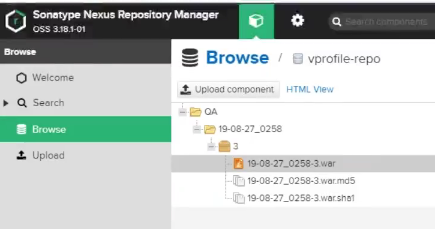 Sonatype Nexus Repository Manager
OSS 3.18.1-01
Search components
Browse
Browse / vprofile-repo
Welcome
Upload component HTML View
Search
QA
Browse
19-08-27_0258
Upload
3
19-08-27_0258-3.war
19-08-27_0258-3.war.md5
19-08-27_0258-3.war.sha1